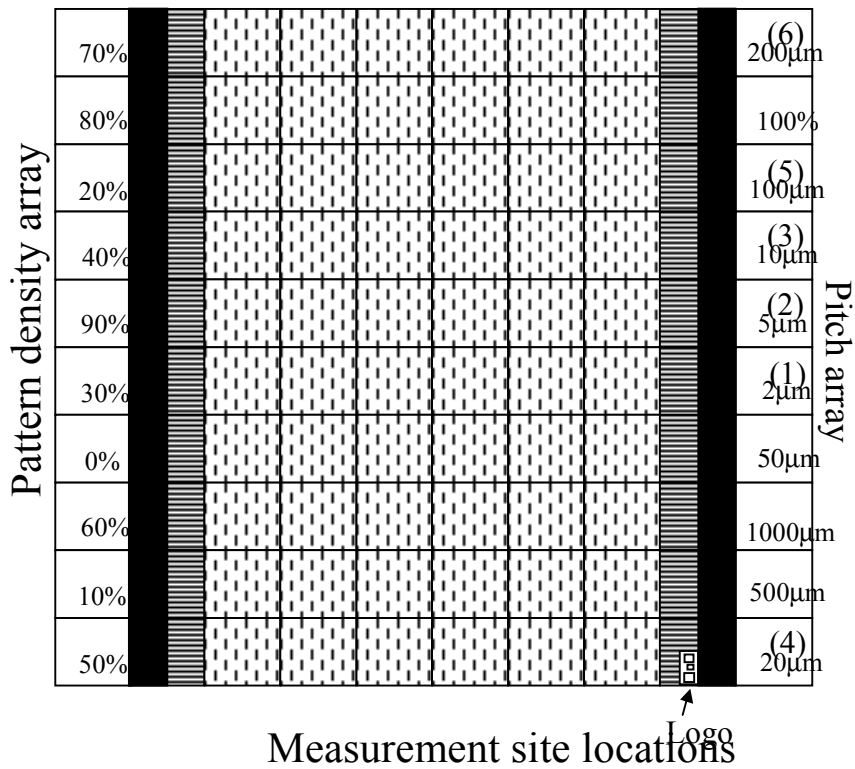 Pattern density array
70%
80%
20%
40%
90%
30%
0%
60%
10%
50%
(6)
200μm
100%
(5)
100μm
(3)
10μm
(2)
5μm
(1)
2μm
50μm
1000μm
500μm
(4)
20μm
Pitch array
Logo
Measurement site locations